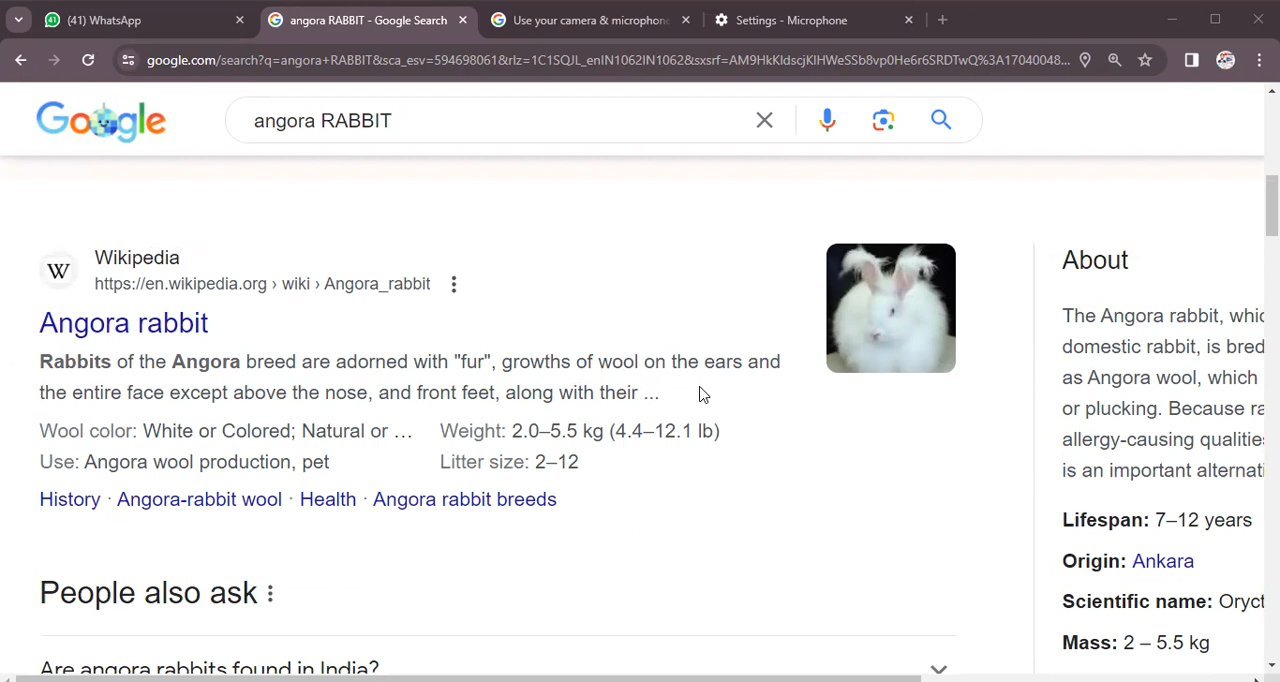 (41) WhatsApp
angora RABBIT - Google Search
Use your camera & microphon
Settings - Microphone
google.com/search?q=angora+RABBIT&sca_esv=594698061&rlz=1C1SQJL_enIN1062IN1062&sxsrf=AM9HkKIdscjKIHWeSSb8vp0He6r6SRDTwQ%3A17040048...
Google
angora RABBIT
W
Wikipedia
https://en.wikipedia.org › wiki › Angora_rabbit
Angora rabbit
Rabbits of the Angora breed are adorned with "fur", growths of wool on the ears and
the entire face except above the nose, and front feet, along with their ...
Wool color: White or Colored; Natural or ... Weight: 2.0–5.5 kg (4.4–12.1 lb)
Use: Angora wool production, pet Litter size: 2–12
History · Angora-rabbit wool · Health · Angora rabbit breeds
People also ask
Are angora rabbits found in India?
About
The Angora rabbit, whic
domestic rabbit, is bred
as Angora wool, which
or plucking. Because ra
allergy-causing qualitie
is an important alternati
Lifespan: 7–12 years
Origin: Ankara
Scientific name: Oryct
Mass: 2 – 5.5 kg